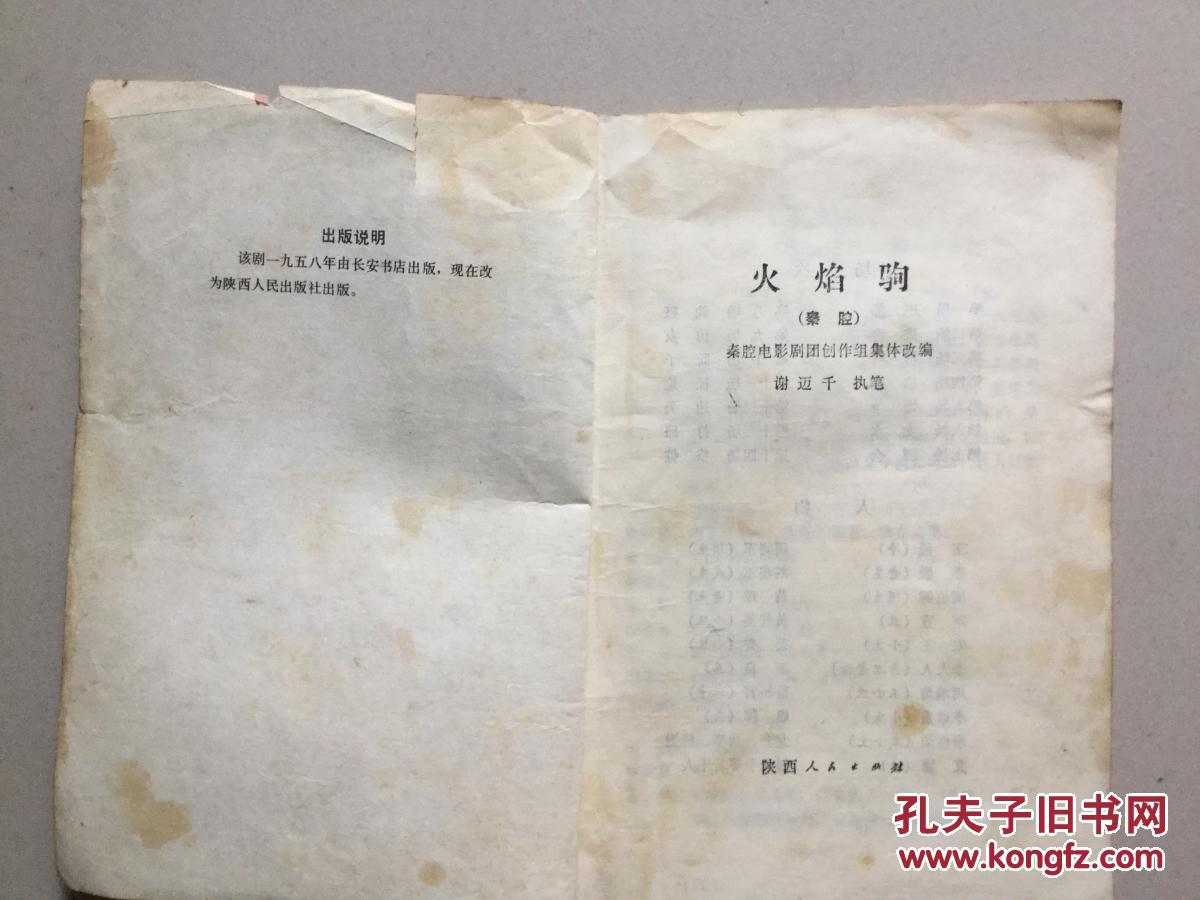 出版说明
该剧一九五八年由长安书店出版，现在改
为陕西人民出版社出版。
火焰驹
（秦腔）
秦腔电影剧团创作组集体改编
谢迈千 执笔
陕西人民出版社
孔夫子旧书网
www.kongfz.com